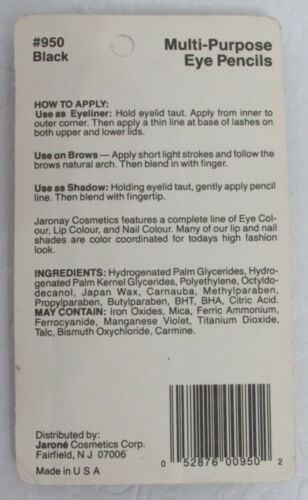 #950
Black
Multi-Purpose
Eye Pencils
HOW TO APPLY:
Use as Eyeliner: Hold eyelid taut. Apply from inner to
outer corner. Then apply a thin line at base of lashes on
both upper and lower lids.
Use on Brows — Apply short light strokes and follow the
brows natural arch. Then blend in with finger.
Use as Shadow: Holding eyelid taut, gently apply pencil
line. Then blend with fingertip.
Jaronay Cosmetics features a complete line of Eye Col-
our, Lip Colour, and Nail Colour. Many of our lip and nail
shades are color coordinated for todays high fashion
look.
INGREDIENTS: Hydrogenated Palm Glycerides, Hydro-
genated Palm Kernel Glycerides, Polyethylene, Octyldo-
decanol, Japan Wax, Carnauba, Methylparaben,
Propylparaben, Butylparaben, BHT, BHA, Citric Acid.
MAY CONTAIN: Iron Oxides, Mica, Ferric Ammonium,
Ferrocyanide, Manganese Violet, Titanium Dioxide,
Talc, Bismuth Oxychloride, Carmine.
Distributed by:
Jaroné Cosmetics Corp.
Fairfield, N J 07006
Made in U S A
0 52876 00950 2